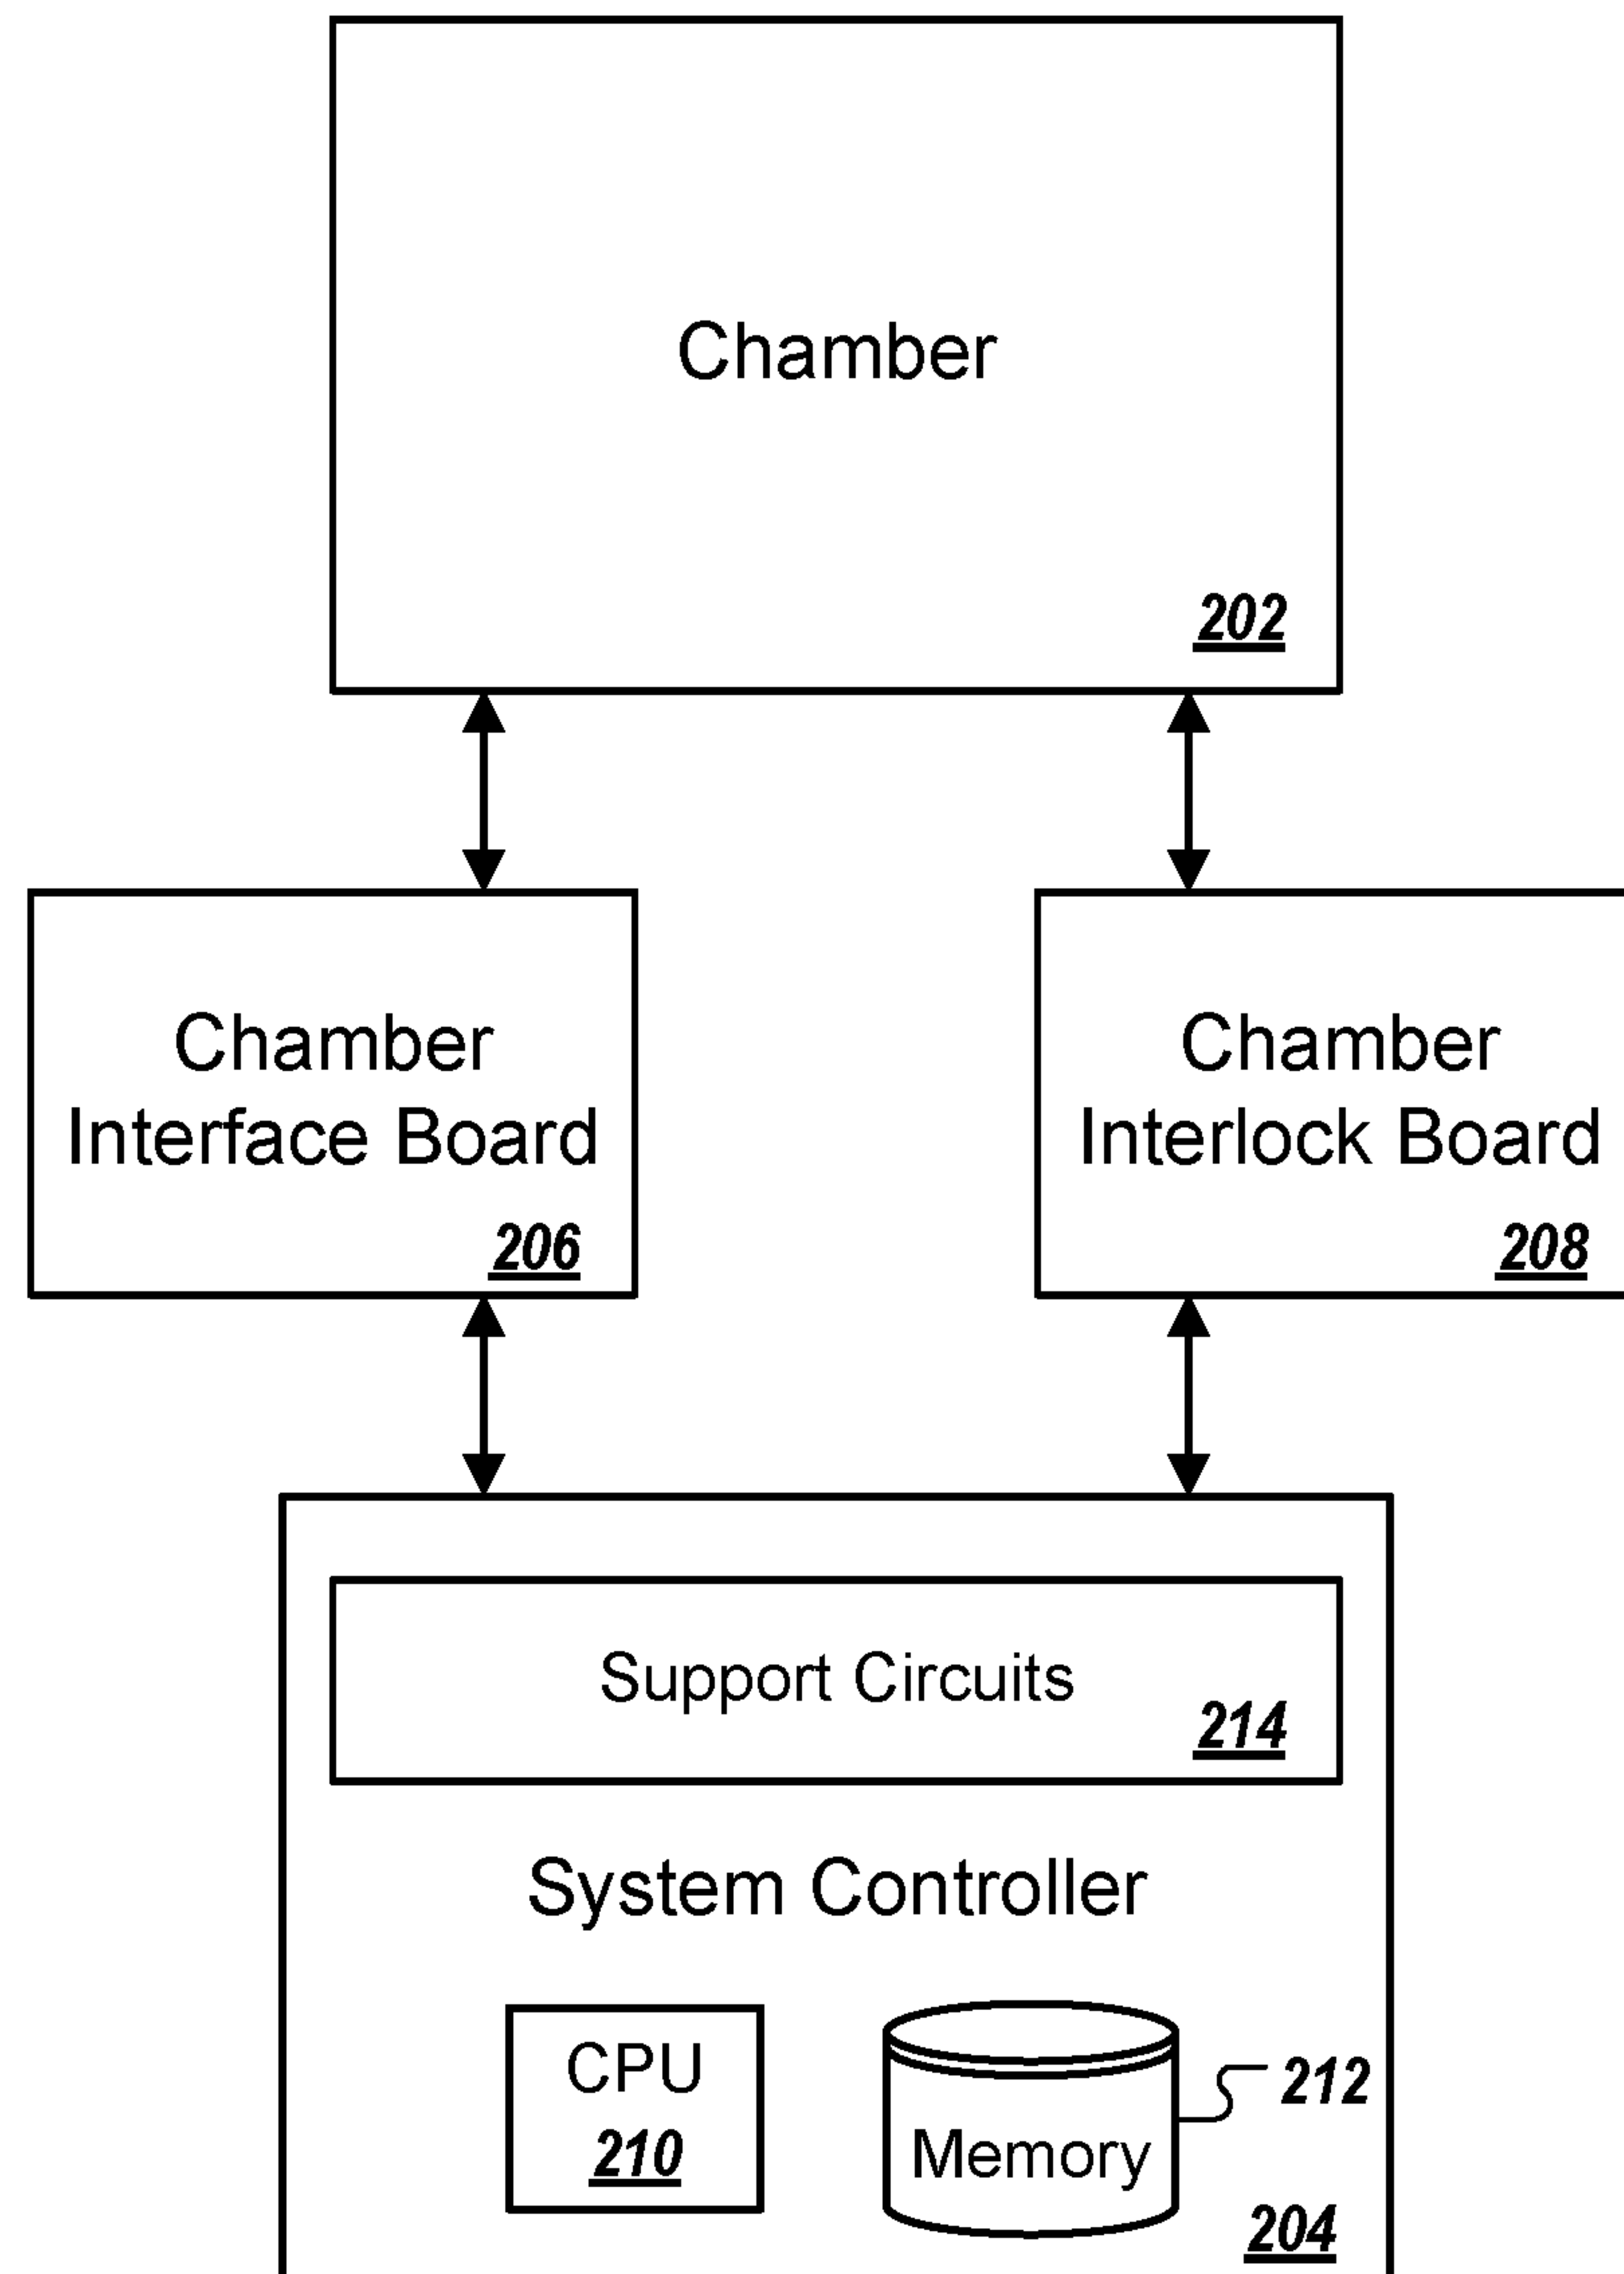 Chamber
202
Chamber
Interface Board
206
Chamber
Interlock Board
208
Support Circuits
214
System Controller
CPU
210
Memory
212
204